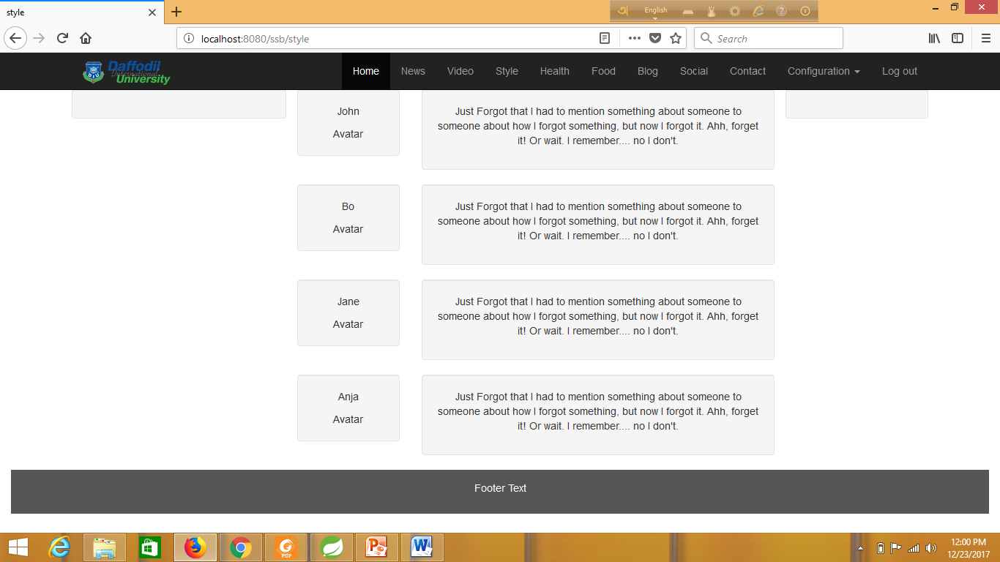 style
English
localhost:8080/ssb/style
Search
Daffodil
International
University
DIU
Home News Video Style Health Food Blog Social Contact Configuration Log out
John
Avatar
Just Forgot that I had to mention something about someone to
someone about how I forgot something, but now I forgot it. Ahh, forget
it! Or wait. I remember.... no I don't.
Bo
Avatar
Just Forgot that I had to mention something about someone to
someone about how I forgot something, but now I forgot it. Ahh, forget
it! Or wait. I remember.... no I don't.
Jane
Avatar
Just Forgot that I had to mention something about someone to
someone about how I forgot something, but now I forgot it. Ahh, forget
it! Or wait. I remember.... no I don't.
Anja
Avatar
Just Forgot that I had to mention something about someone to
someone about how I forgot something, but now I forgot it. Ahh, forget
it! Or wait. I remember.... no I don't.
Footer Text
PDF
12:00 PM
12/23/2017